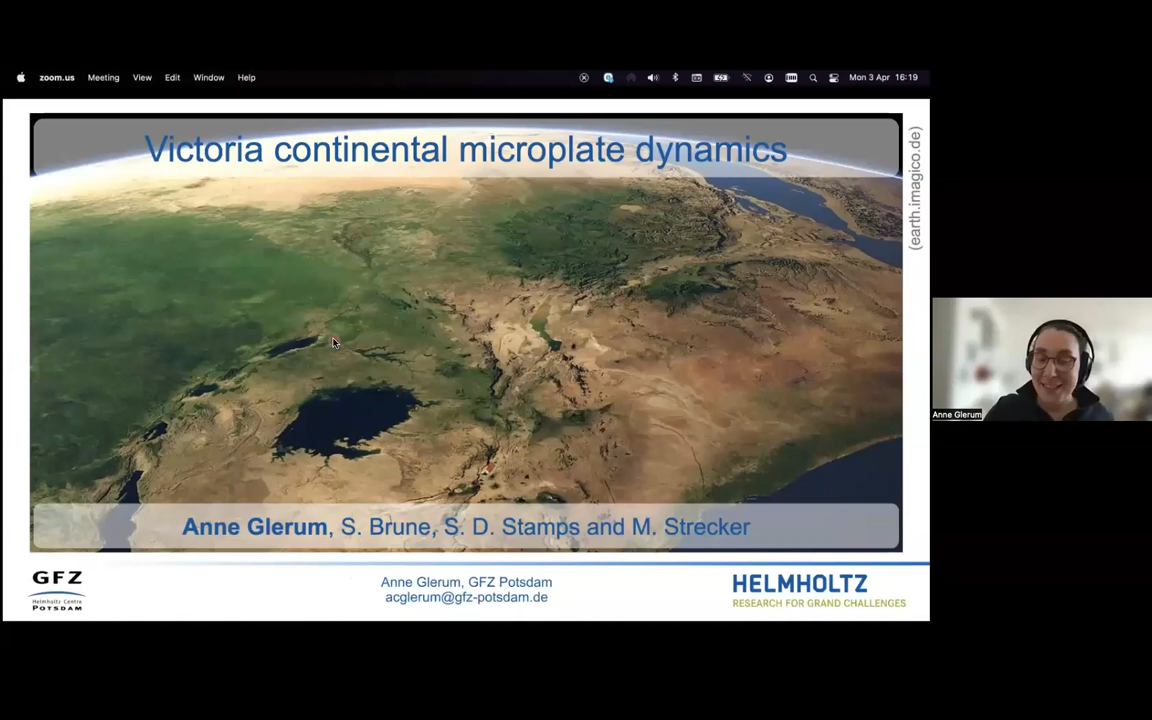 zoom.us Meeting View Edit Window Help Mon 3 Apr 16:19
Victoria continental microplate dynamics
(earth.imagico.de)
Anne Glerum
Anne Glerum, S. Brune, S. D. Stamps and M. Strecker
GFZ
Helmholtz Centre
POTSDAM
Anne Glerum, GFZ Potsdam
acglerum@gfz-potsdam.de
HELMHOLTZ
RESEARCH FOR GRAND CHALLENGES